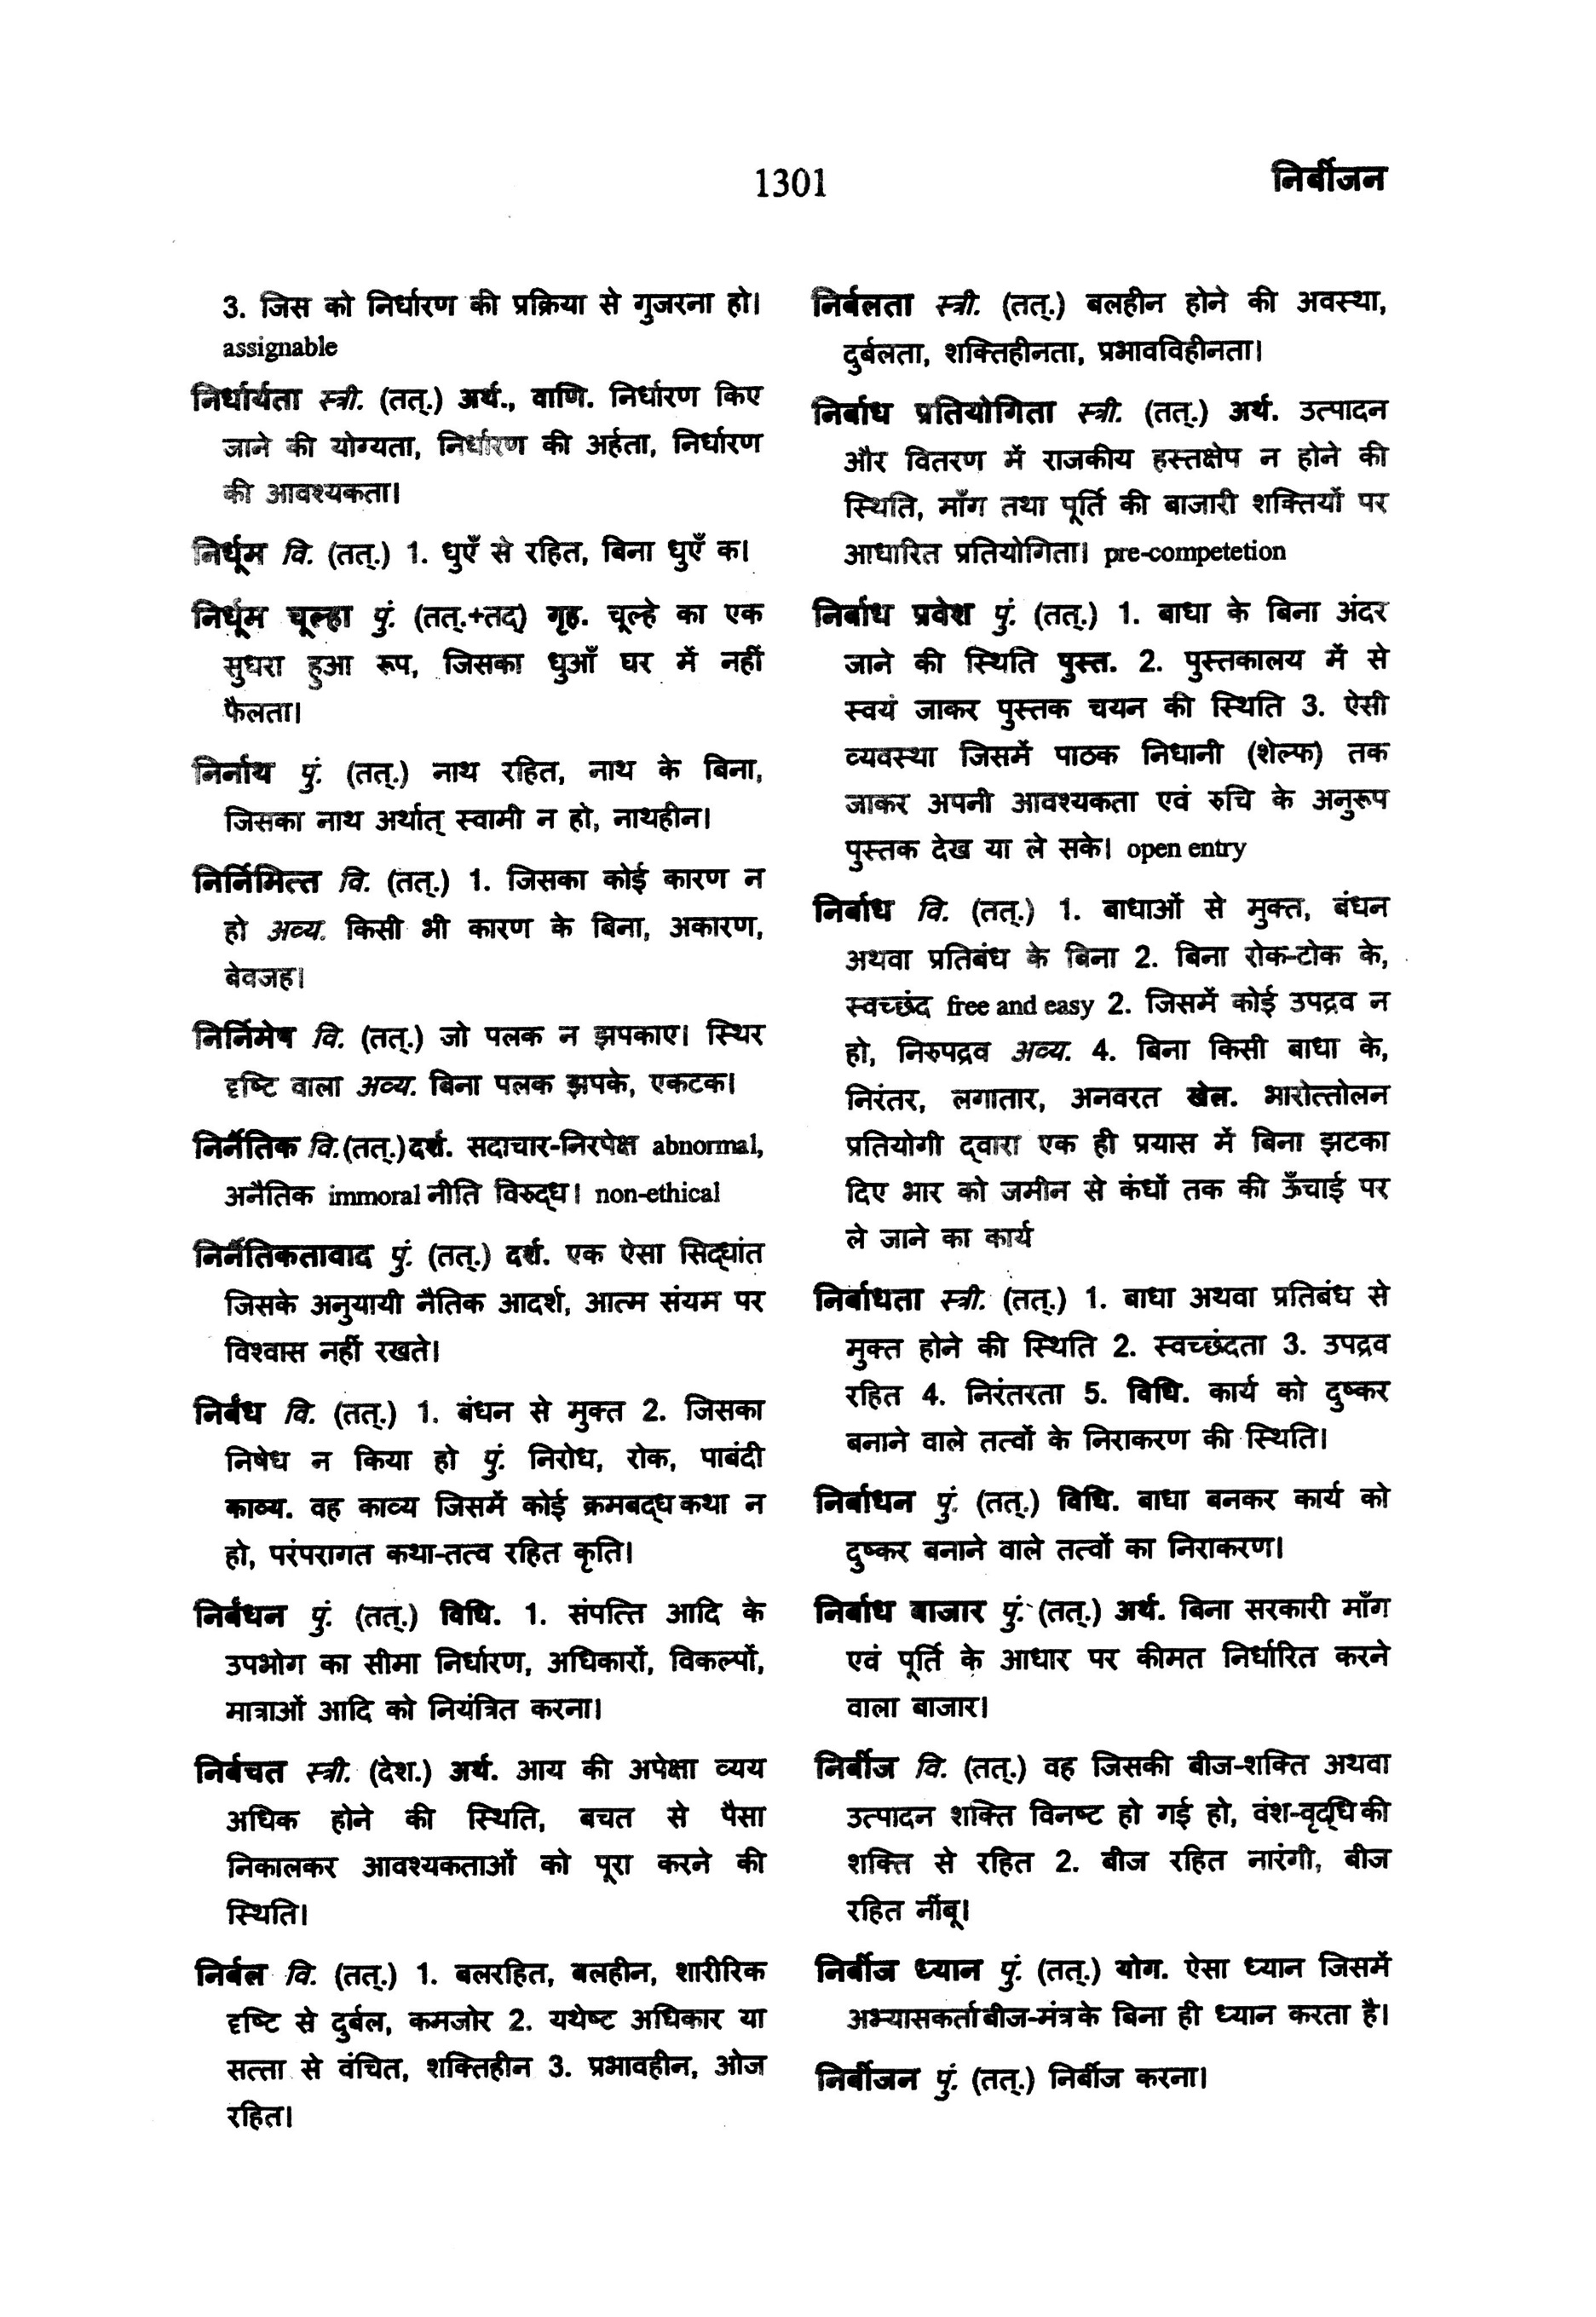 1301
निर्बीजन
3. जिस को निर्धारण की प्रक्रिया से गुजरना हो।
assignable
निर्धार्यता स्त्री. (तत्.) अर्थ., वाणि. निर्धारण किए
जाने की योग्यता, निर्धारण की अर्हता, निर्धारण
की आवश्यकता।
निर्धूम वि. (तत्.) 1. धुएँ से रहित, बिना धुएँ क।
निर्धूम चूल्हा पुं. (तत्.+तद्) गृह. चूल्हे का एक
सुधरा हुआ रूप, जिसका धुआँ घर में नहीं
फैलता।
निर्नाथ पुं. (तत्.) नाथ रहित, नाथ के बिना,
जिसका नाथ अर्थात् स्वामी न हो, नाथहीन।
निर्निमित्त वि. (तत्.) 1. जिसका कोई कारण न
हो अव्य. किसी भी कारण के बिना, अकारण,
बेवजह।
निर्निमेष वि. (तत्.) जो पलक न झपकाए। स्थिर
दृष्टि वाला अव्य. बिना पलक झपके, एकटक।
निर्नैतिक वि.(तत्.)दर्श. सदाचार-निरपेक्ष abnormal,
अनैतिक immoral नीति विरुद्ध। non-ethical
निर्नैतिकतावाद पुं. (तत्.) दर्श. एक ऐसा सिद्धांत
जिसके अनुयायी नैतिक आदर्श, आत्म संयम पर
विश्वास नहीं रखते।
निर्बंध वि. (तत्.) 1. बंधन से मुक्त 2. जिसका
निषेध न किया हो पुं. निरोध, रोक, पाबंदी
काव्य. वह काव्य जिसमें कोई क्रमबद्ध कथा न
हो, परंपरागत कथा-तत्व रहित कृति।
निर्बंधन पुं. (तत्.) विधि. 1. संपत्ति आदि के
उपभोग का सीमा निर्धारण, अधिकारों, विकल्पों,
मात्राओं आदि को नियंत्रित करना।
निर्बचत स्त्री. (देश.) अर्थ. आय की अपेक्षा व्यय
अधिक होने की स्थिति, बचत से पैसा
निकालकर आवश्यकताओं को पूरा करने की
स्थिति।
निर्बल वि. (तत्.) 1. बलरहित, बलहीन, शारीरिक
दृष्टि से दुर्बल, कमजोर 2. यथेष्ट अधिकार या
सत्ता से वंचित, शक्तिहीन 3. प्रभावहीन, ओज
रहित।
निर्बलता स्त्री. (तत्.) बलहीन होने की अवस्था,
दुर्बलता, शक्तिहीनता, प्रभावविहीनता।
निर्बाध प्रतियोगिता स्त्री. (तत्.) अर्थ. उत्पादन
और वितरण में राजकीय हस्तक्षेप न होने की
स्थिति, माँग तथा पूर्ति की बाजारी शक्तियों पर
आधारित प्रतियोगिता। pre-competetion
निर्बाध प्रवेश पुं. (तत्.) 1. बाधा के बिना अंदर
जाने की स्थिति पुस्त. 2. पुस्तकालय में से
स्वयं जाकर पुस्तक चयन की स्थिति 3. ऐसी
व्यवस्था जिसमें पाठक निधानी (शेल्फ) तक
जाकर अपनी आवश्यकता एवं रुचि के अनुरूप
पुस्तक देख या ले सके। open entry
निर्बाध वि. (तत्.) 1. बाधाओं से मुक्त, बंधन
अथवा प्रतिबंध के बिना 2. बिना रोक-टोक के,
स्वच्छंद free and easy 2. जिसमें कोई उपद्रव न
हो, निरुपद्रव अव्य. 4. बिना किसी बाधा के,
निरंतर, लगातार, अनवरत खेल. भारोत्तोलन
प्रतियोगी द्वारा एक ही प्रयास में बिना झटका
दिए भार को जमीन से कंधों तक की ऊँचाई पर
ले जाने का कार्य
निर्बाधता स्त्री. (तत्.) 1. बाधा अथवा प्रतिबंध से
मुक्त होने की स्थिति 2. स्वच्छंदता 3. उपद्रव
रहित 4. निरंतरता 5. विधि. कार्य को दुष्कर
बनाने वाले तत्वों के निराकरण की स्थिति।
निर्बाधन पुं. (तत्.) विधि. बाधा बनकर कार्य को
दुष्कर बनाने वाले तत्वों का निराकरण।
निर्बाध बाजार पुं. (तत्.) अर्थ. बिना सरकारी माँग
एवं पूर्ति के आधार पर कीमत निर्धारित करने
वाला बाजार।
निर्बीज वि. (तत्.) वह जिसकी बीज-शक्ति अथवा
उत्पादन शक्ति विनष्ट हो गई हो, वंश-वृद्धि की
शक्ति से रहित 2. बीज रहित नारंगी, बीज
रहित नींबू।
निर्बीज ध्यान पुं. (तत्.) योग. ऐसा ध्यान जिसमें
अभ्यासकर्ता बीज-मंत्र के बिना ही ध्यान करता है।
निर्बीजन पुं. (तत्.) निर्बीज करना।